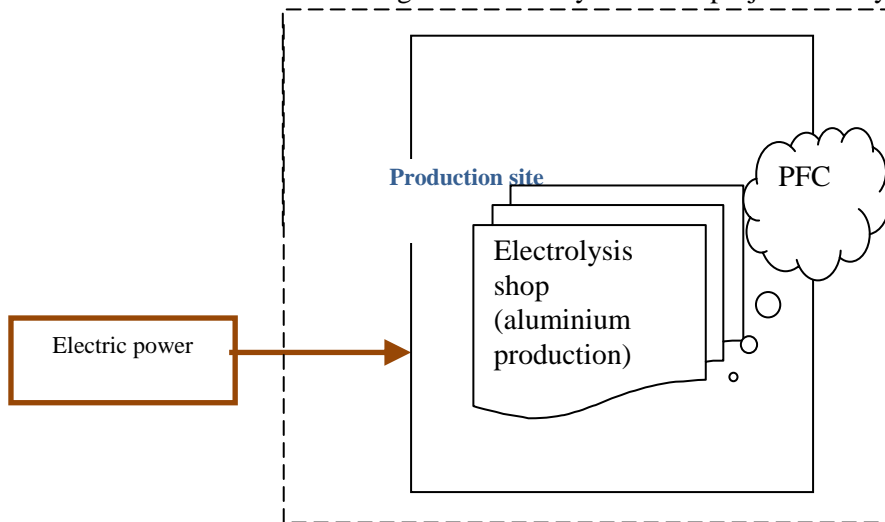 Production site
PFC
Electrolysis
shop
(aluminium
production)
Electric power